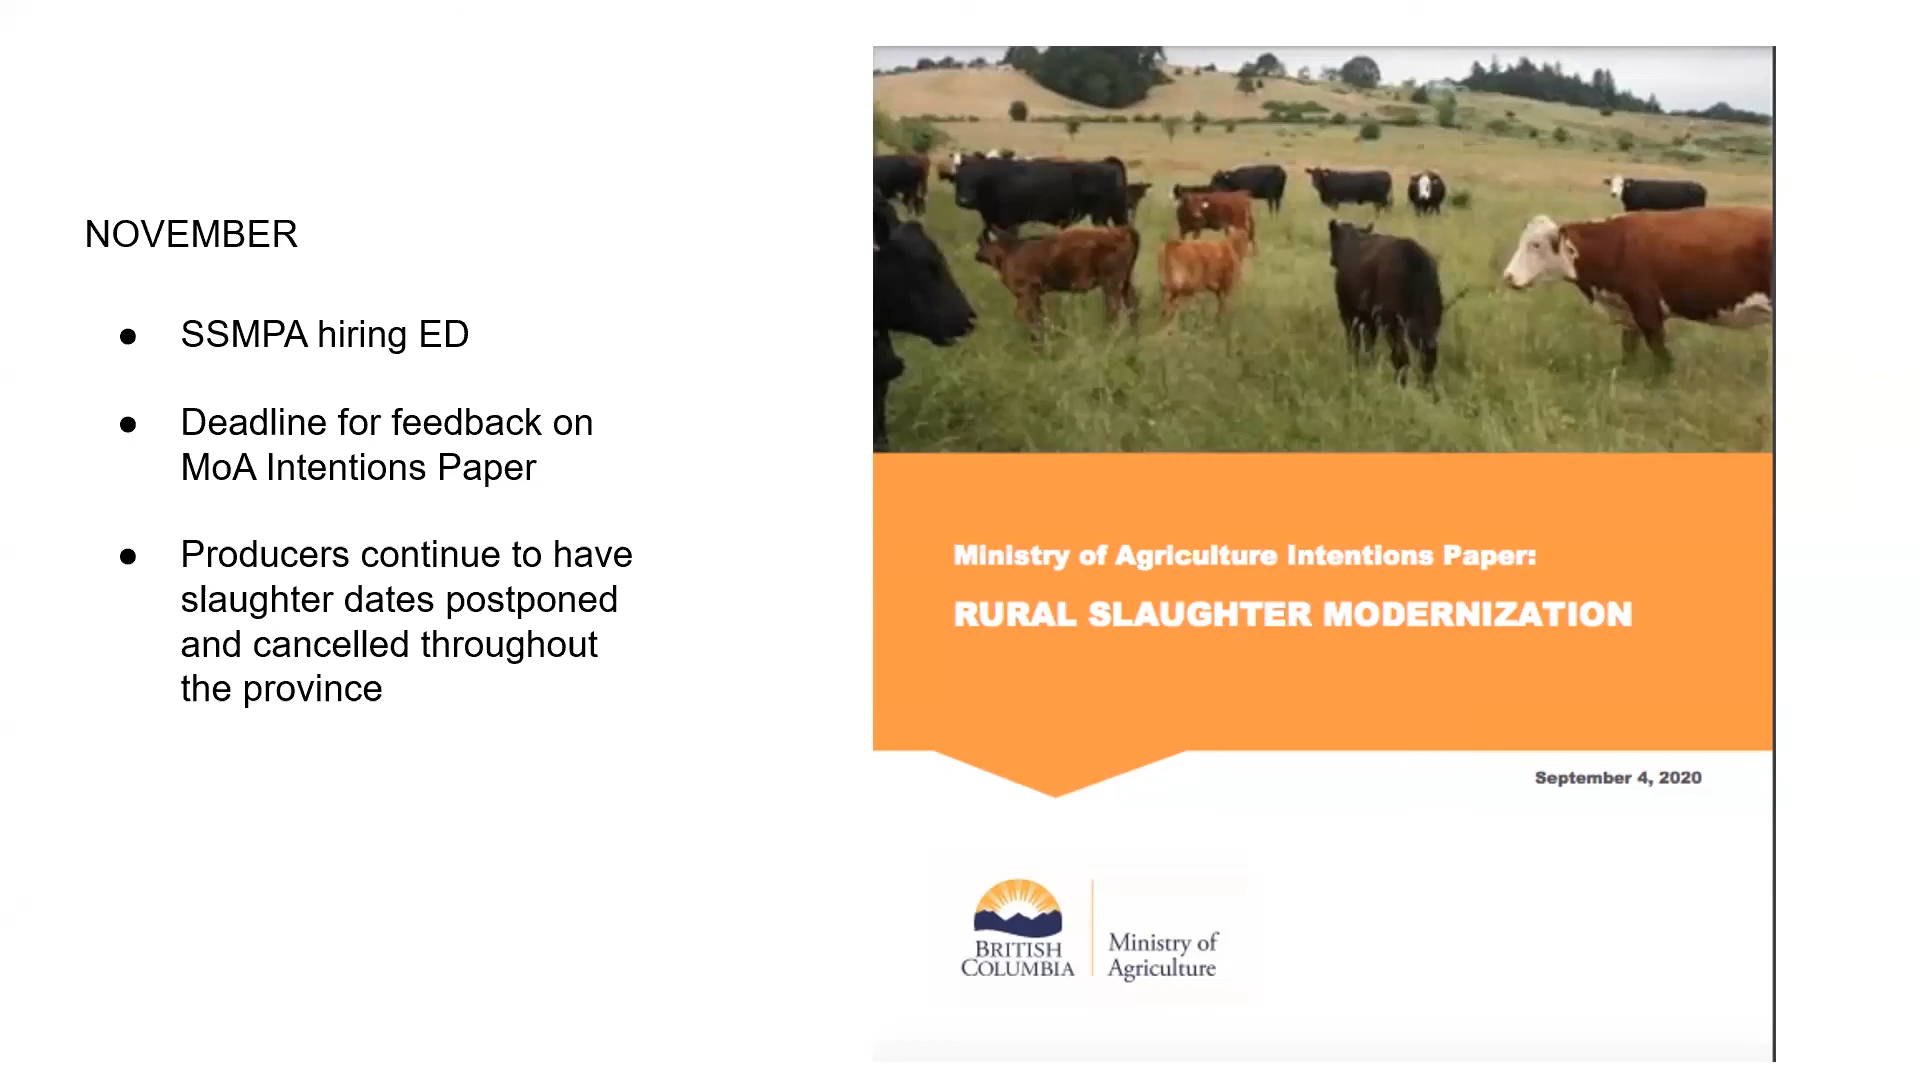 NOVEMBER
● SSMPA hiring ED
● Deadline for feedback on
MoA Intentions Paper
● Producers continue to have
slaughter dates postponed
and cancelled throughout
the province
Ministry of Agriculture Intentions Paper:
RURAL SLAUGHTER MODERNIZATION
September 4, 2020
BRITISH
COLUMBIA
Ministry of
Agriculture